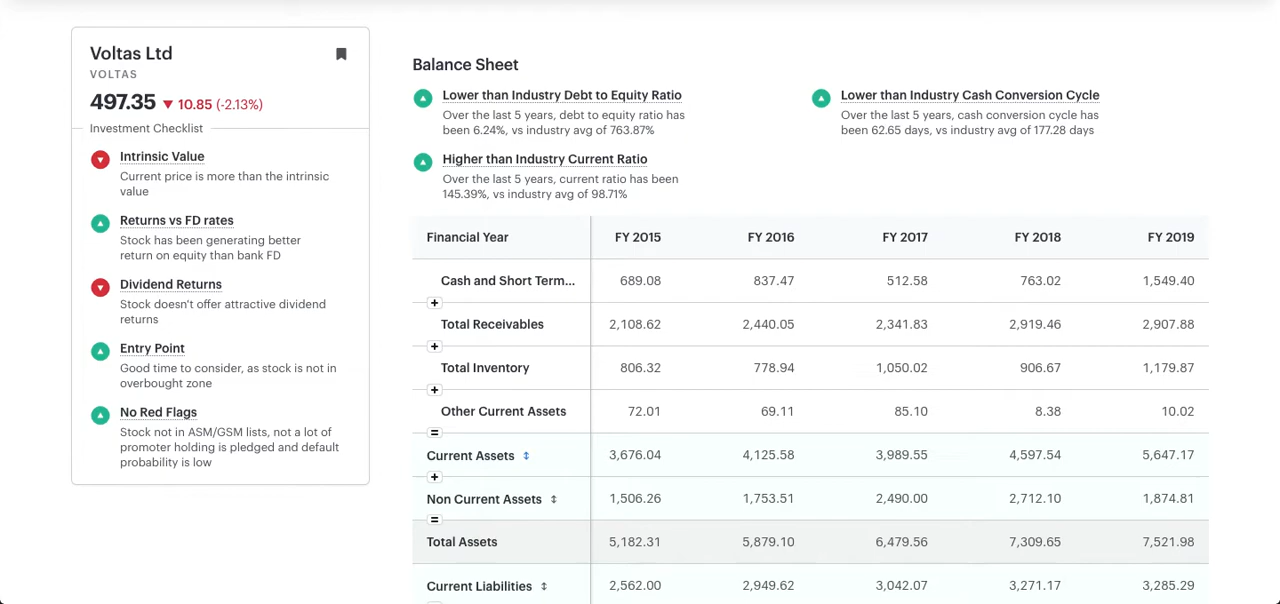 Voltas Ltd
VOLTAS
497.35 ▼ 10.85 (-2.13%)
Investment Checklist
Intrinsic Value
Current price is more than the intrinsic
value
Returns vs FD rates
Stock has been generating better
return on equity than bank FD
Dividend Returns
Stock doesn't offer attractive dividend
returns
Entry Point
Good time to consider, as stock is not in
overbought zone
No Red Flags
Stock not in ASM/GSM lists, not a lot of
promoter holding is pledged and default
probability is low
Balance Sheet
Lower than Industry Debt to Equity Ratio
Over the last 5 years, debt to equity ratio has
been 6.24%, vs industry avg of 763.87%
Lower than Industry Cash Conversion Cycle
Over the last 5 years, cash conversion cycle has
been 62.65 days, vs industry avg of 177.28 days
Higher than Industry Current Ratio
Over the last 5 years, current ratio has been
145.39%, vs industry avg of 98.71%
Financial Year FY 2015 FY 2016 FY 2017 FY 2018 FY 2019
Cash and Short Term... 689.08 837.47 512.58 763.02 1,549.40
+
Total Receivables 2,108.62 2,440.05 2,341.83 2,919.46 2,907.88
+
Total Inventory 806.32 778.94 1,050.02 906.67 1,179.87
+
Other Current Assets 72.01 69.11 85.10 8.38 10.02
=
Current Assets 3,676.04 4,125.58 3,989.55 4,597.54 5,647.17
+
Non Current Assets 1,506.26 1,753.51 2,490.00 2,712.10 1,874.81
=
Total Assets 5,182.31 5,879.10 6,479.56 7,309.65 7,521.98
Current Liabilities 2,562.00 2,949.62 3,042.07 3,271.17 3,285.29